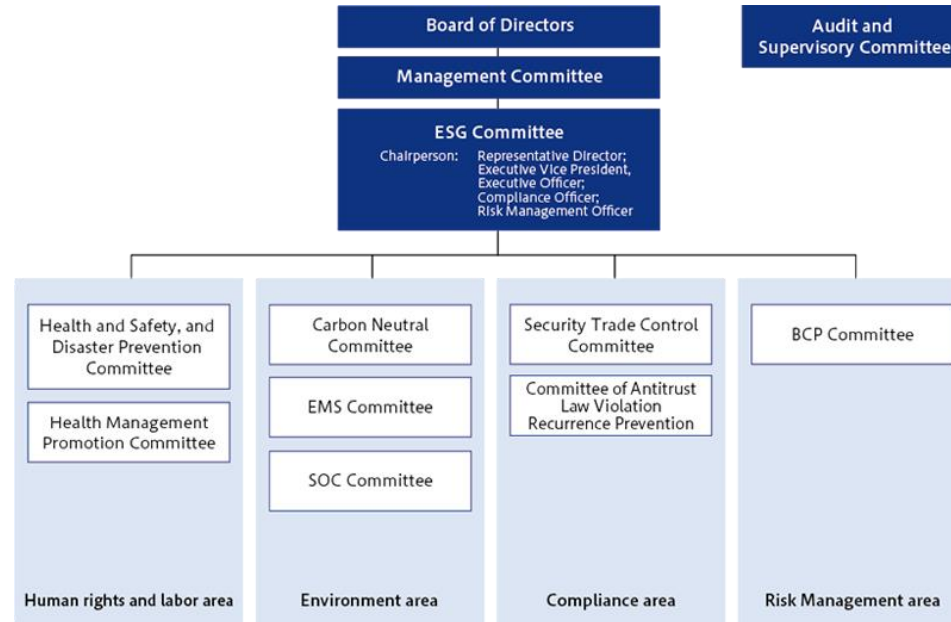 Board of Directors
Audit and
Supervisory Committee
Management Committee
ESG Committee
Chairperson: Representative Director;
Executive Vice President,
Executive Officer;
Compliance Officer;
Risk Management Officer
Health and Safety, and
Disaster Prevention
Committee
Health Management
Promotion Committee
Human rights and labor area
Carbon Neutral
Committee
EMS Committee
SOC Committee
Environment area
Security Trade Control
Committee
Committee of Antitrust
Law Violation
Recurrence Prevention
Compliance area
BCP Committee
Risk Management area